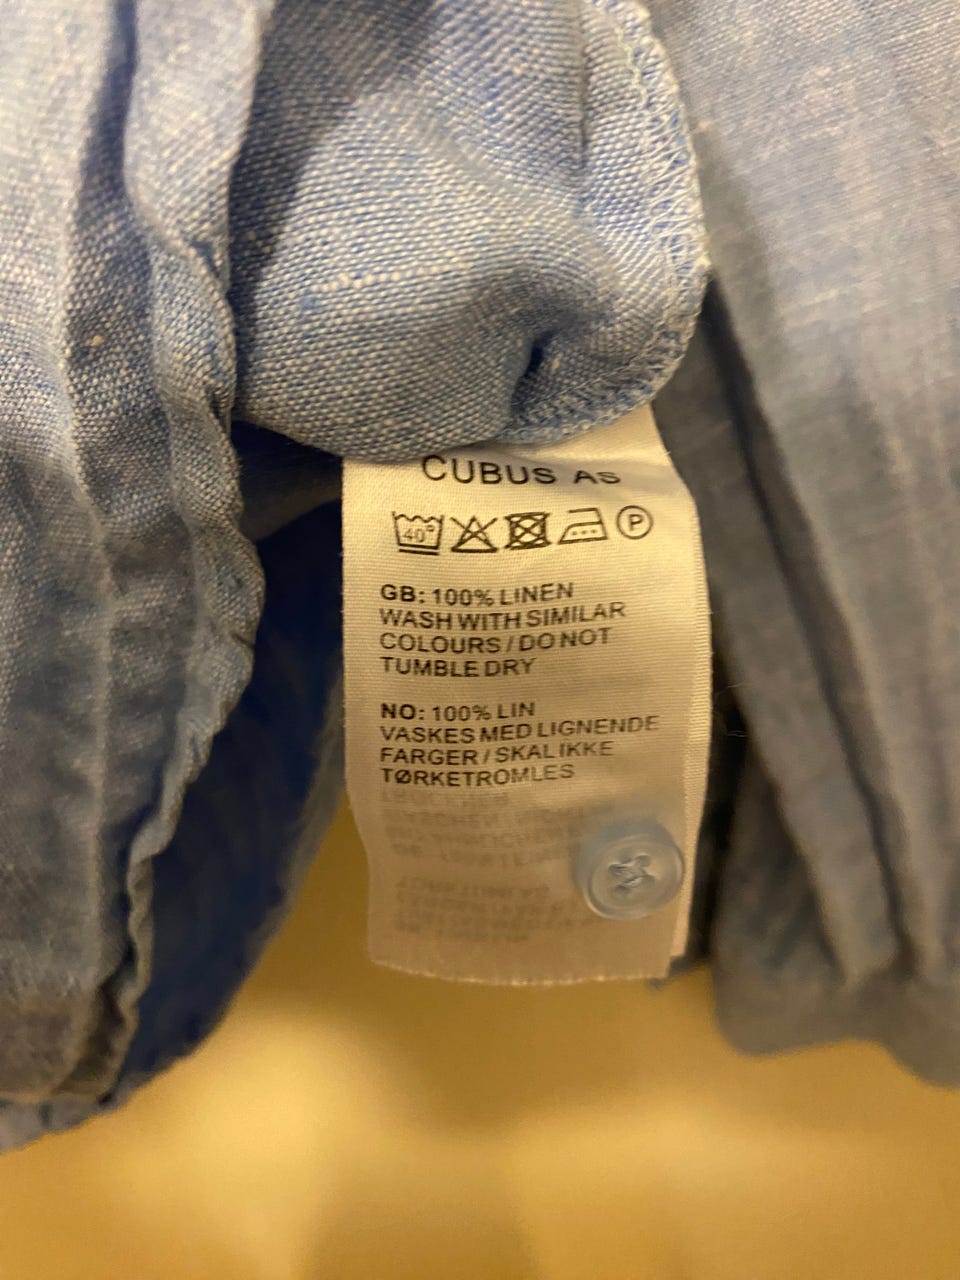 CUBUS AS
40° P
GB: 100% LINEN
WASH WITH SIMILAR
COLOURS / DO NOT
TUMBLE DRY
NO: 100% LIN
VASKES MED LIGNENDE
FARGER / SKAL IKKE
TØRKETROMLES